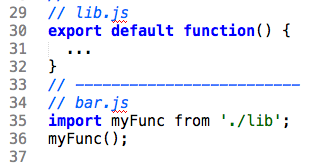 29 // lib.js
30 export default function() {
31 ...
32 }
33 // -------------------------
34 // bar.js
35 import myFunc from './lib';
36 myFunc();
37